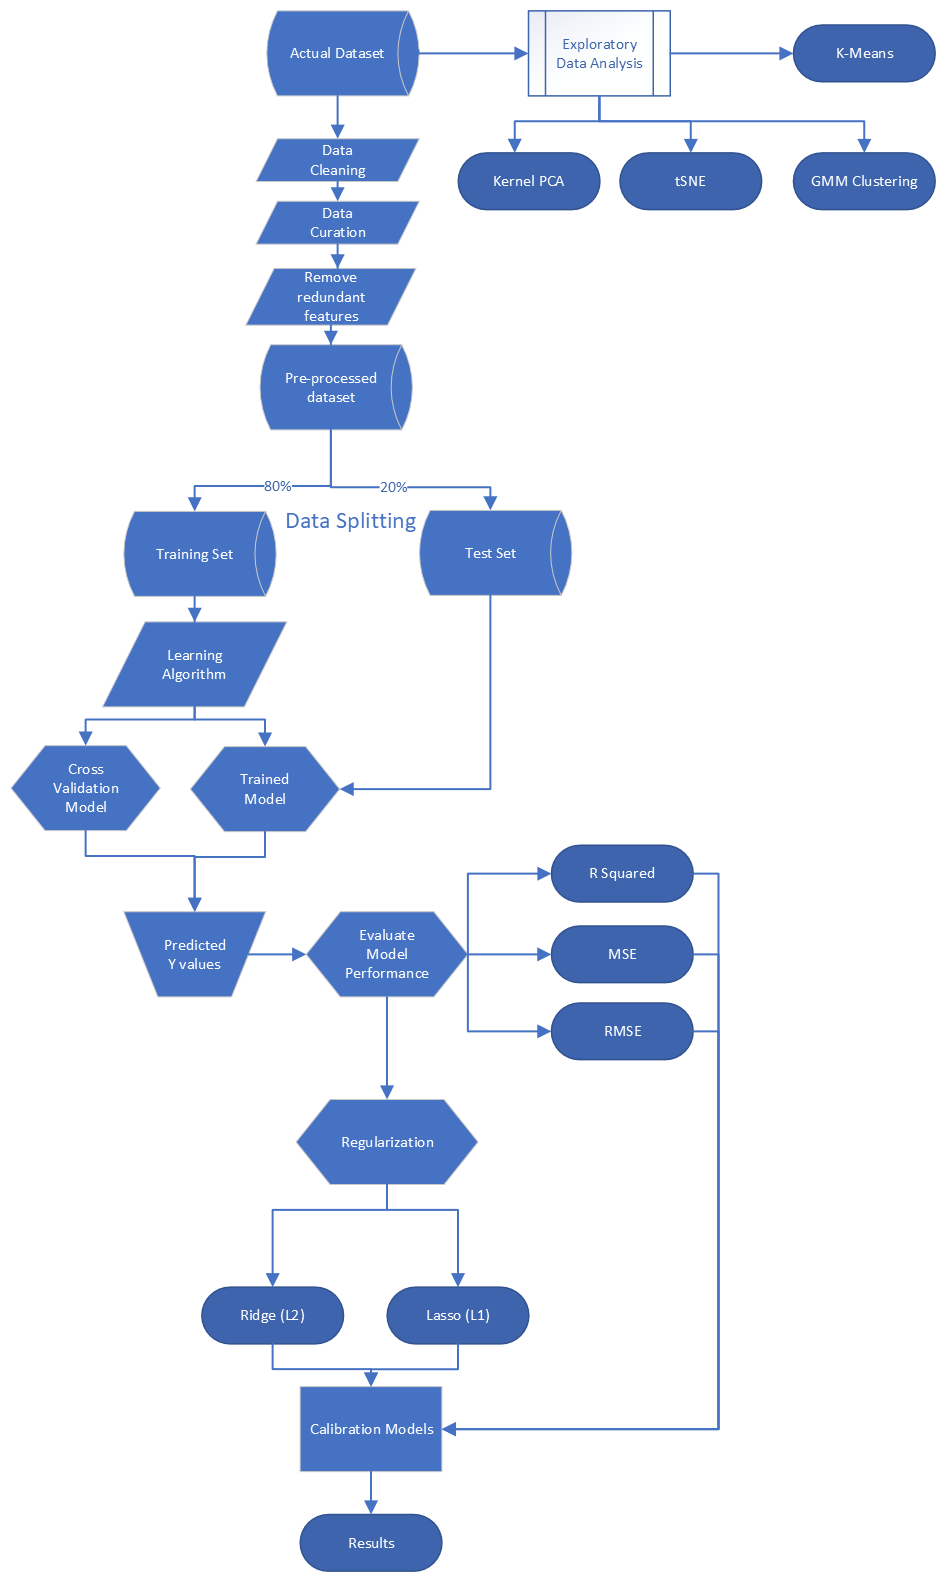 Actual Dataset
Exploratory
Data Analysis
K-Means
Kernel PCA
tSNE
GMM Clustering
Data
Cleaning
Data
Curation
Remove
redundant
features
Pre-processed
dataset
80%
20%
Data Splitting
Training Set
Test Set
Learning
Algorithm
Cross
Validation
Model
Trained
Model
R Squared
MSE
RMSE
Predicted
Y values
Evaluate
Model
Performance
Regularization
Ridge (L2)
Lasso (L1)
Calibration Models
Results